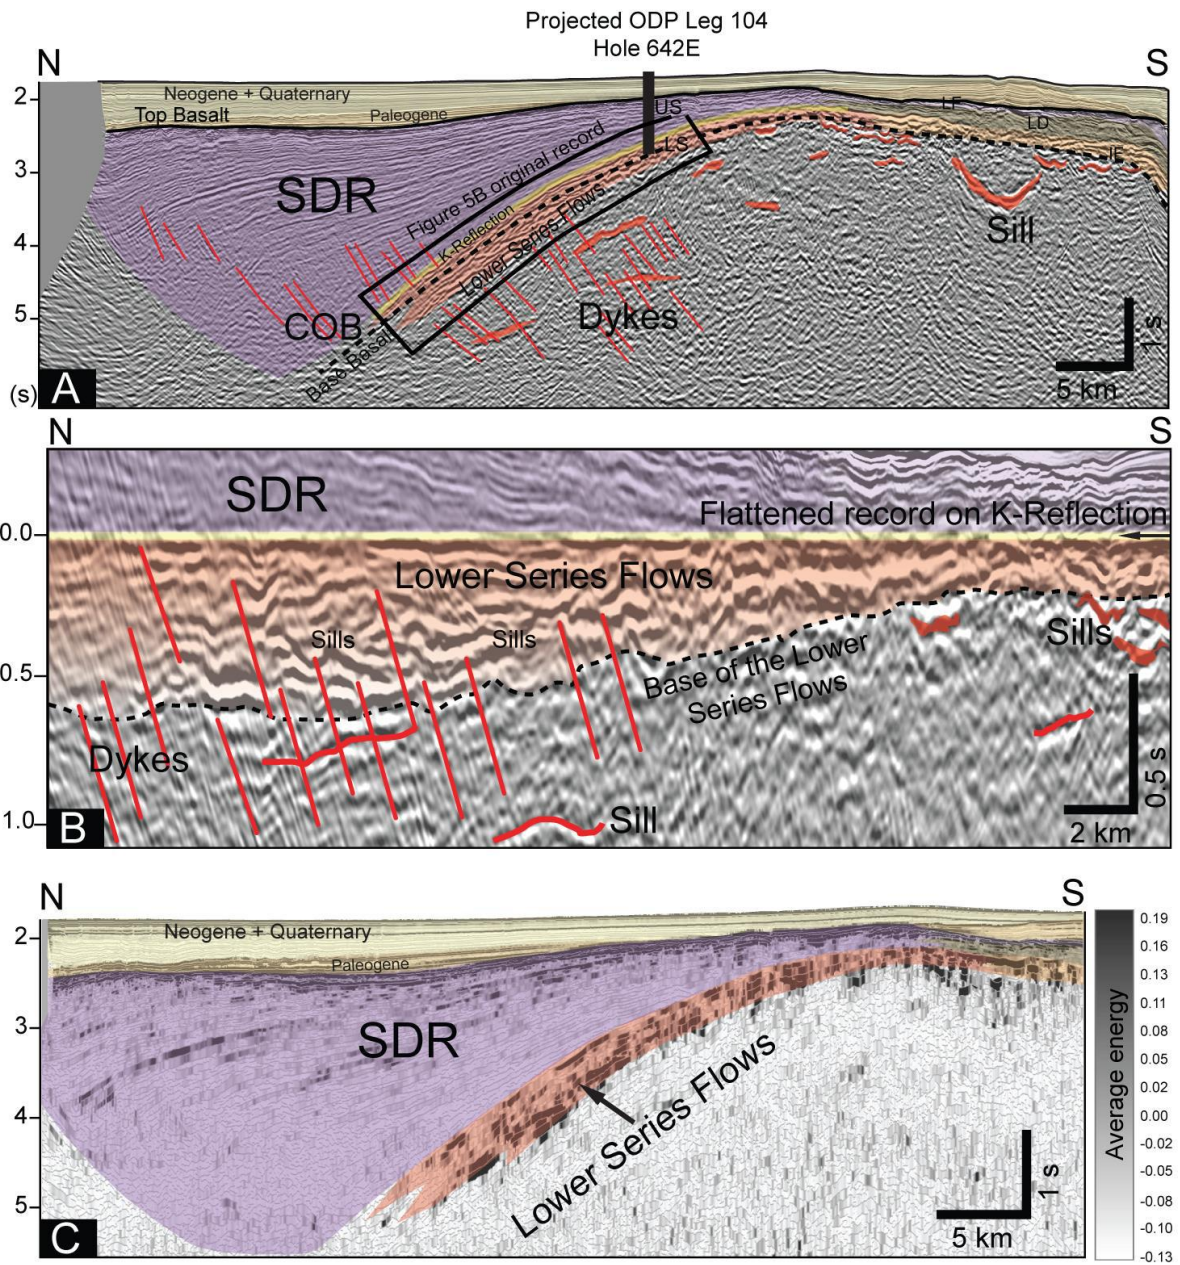 Projected ODP Leg 104
Hole 642E
N
S
2
Neogene + Quaternary
Top Basalt
Paleogene
US
LF
LD
LS
IF
3
SDR
Figure 5B original record
K-Reflection
Lower Series Flows
Sill
4
5
COB
Dykes
Base Basalt
1 s
5 km
(s)
A
N
S
SDR
Flattened record on K-Reflection
0.0
Lower Series Flows
Sills
Sills
Sills
0.5
Base of the Lower
Series Flows
Dykes
0.5 s
1.0
B
Sill
2 km
N
S
2
Neogene + Quaternary
Paleogene
3
SDR
Lower Series Flows
4
5
1 s
5 km
C
Average energy
0.19
0.16
0.13
0.11
0.08
0.05
0.02
0.00
-0.02
-0.05
-0.08
-0.10
-0.13